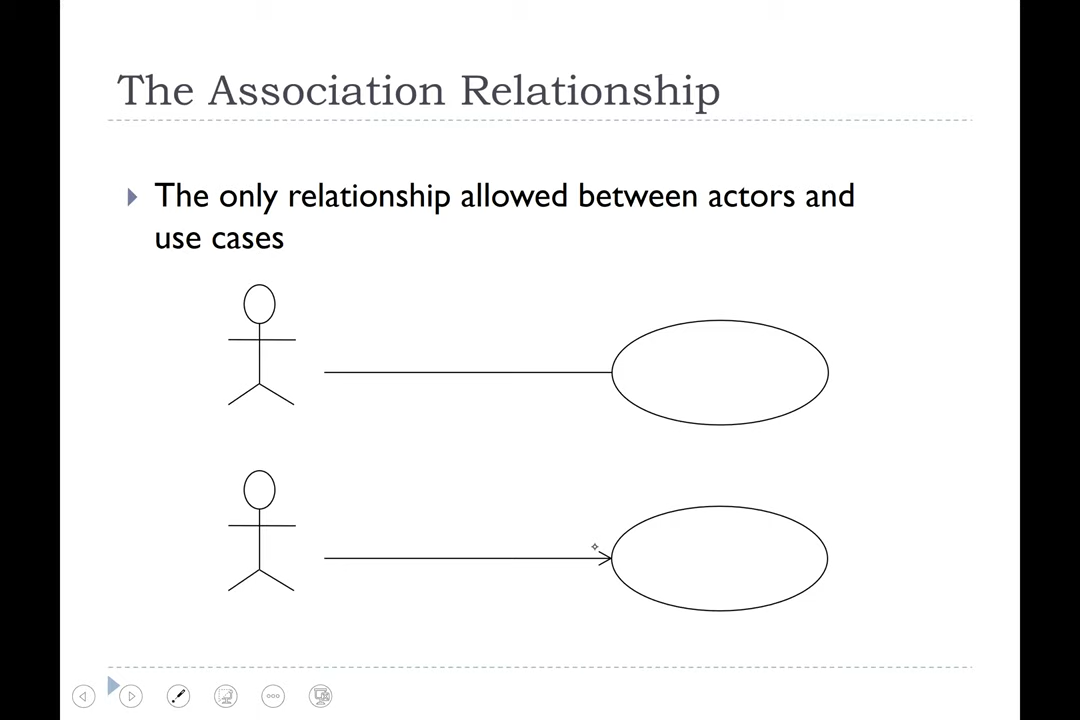 The Association Relationship
The only relationship allowed between actors and
use cases